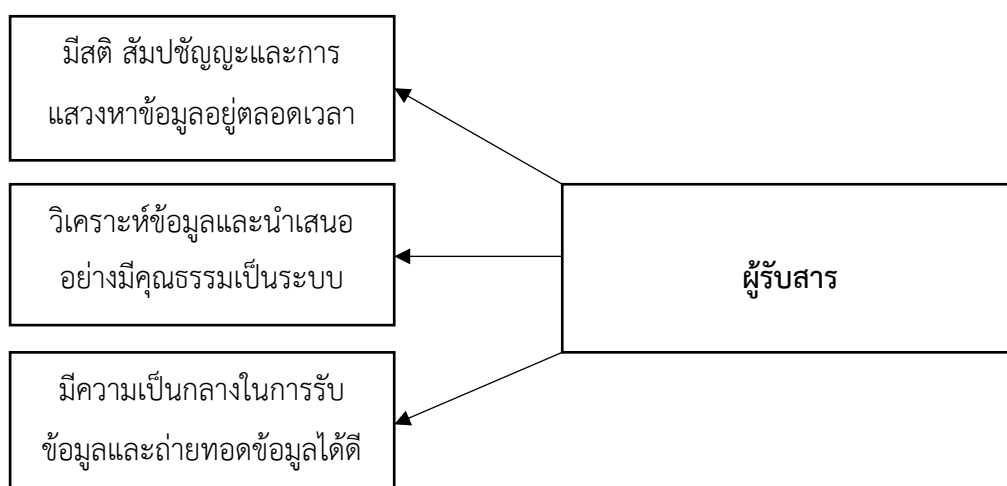 มีสติ สัมปชัญญะและการ
แสวงหาข้อมูลอยู่ตลอดเวลา
วิเคราะห์ข้อมูลและนำเสนอ
อย่างมีคุณธรรมเป็นระบบ
ผู้รับสาร
มีความเป็นกลางในการรับ
ข้อมูลและถ่ายทอดข้อมูลได้ดี